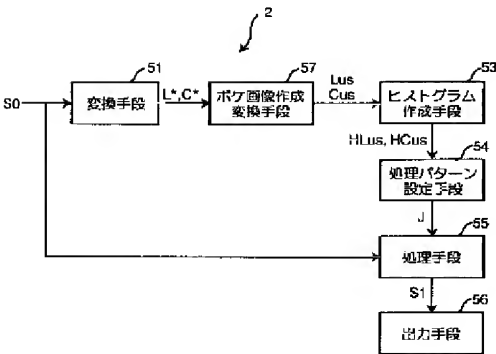 2
51
57
53
S0
変換手段
L*,C*
ボケ画像作成
変換手段
Lus
Cus
ヒストグラム
作成手段
HLus, HCus
54
処理パターン
設定手段
J
55
処理手段
S1
56
出力手段